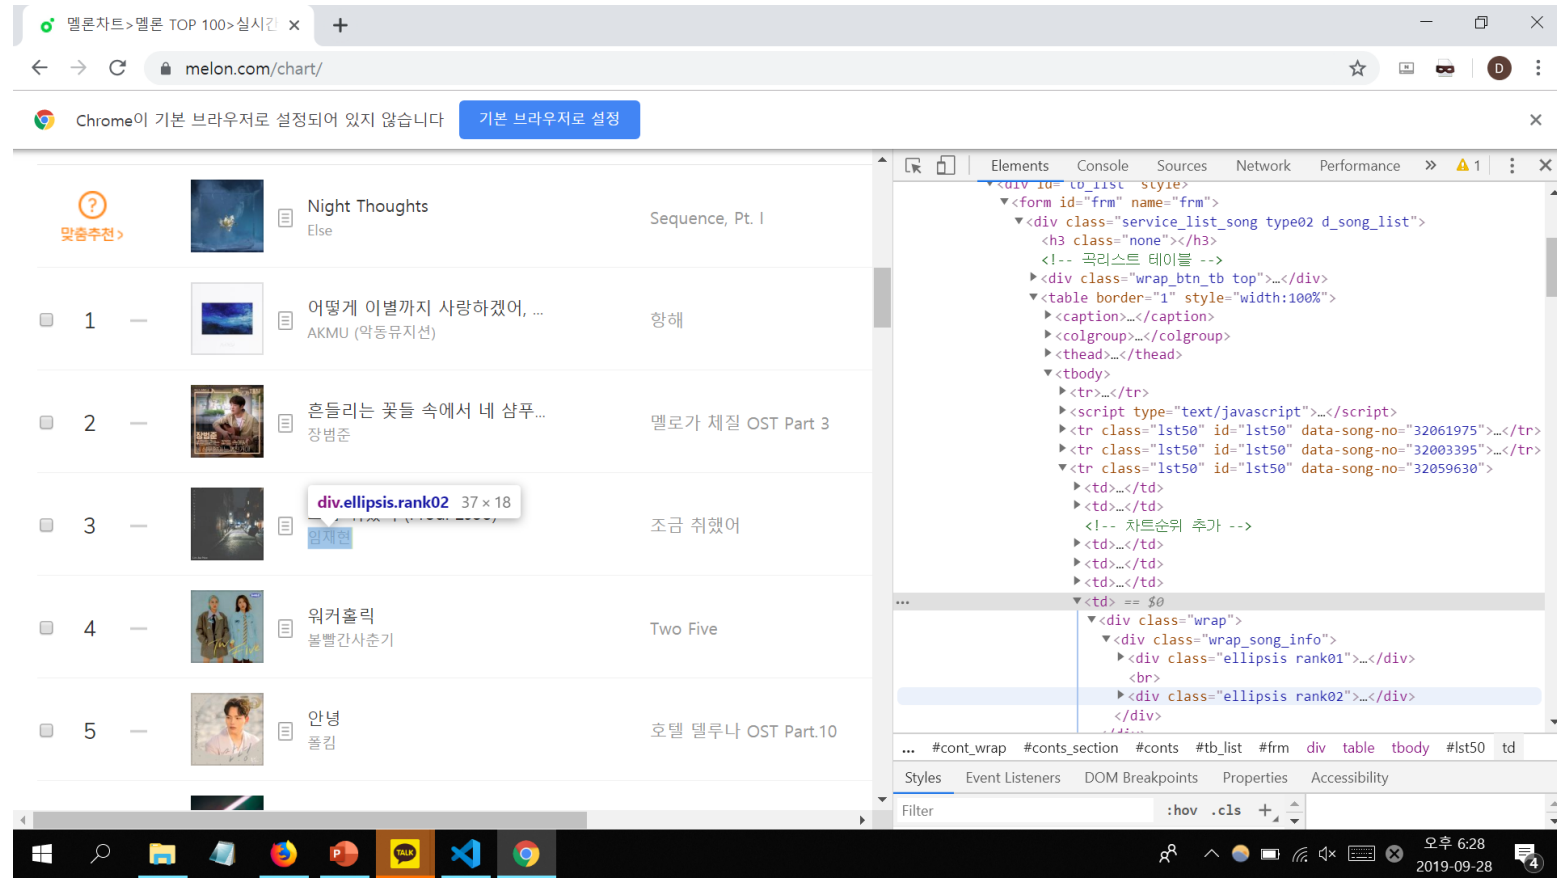 멜론차트>멜론 TOP 100>실시간
melon.com/chart/
D
Chrome이 기본 브라우저로 설정되어 있지 않습니다
기본 브라우저로 설정
맞춤추천 >
Night Thoughts
Else
Sequence, Pt. I
1
어떻게 이별까지 사랑하겠어, ...
AKMU (악동뮤지션)
항해
2
흔들리는 꽃들 속에서 네 샴푸...
장범준
멜로가 체질 OST Part 3
div.ellipsis.rank02 37 × 18
3
임재현
조금 취했어
4
워커홀릭
볼빨간사춘기
Two Five
5
안녕
폴킴
호텔 델루나 OST Part.10
Elements Console Sources Network Performance » 1
<div id="tb_list" style>
<form id="frm" name="frm">
<div class="service_list_song type02 d_song_list">
<h3 class="none"></h3>
<!-- 곡리스트 테이블 -->
<div class="wrap_btn_tb top">…</div>
<table border="1" style="width:100%">
<caption>…</caption>
<colgroup>…</colgroup>
<thead>…</thead>
<tbody>
<tr>…</tr>
<script type="text/javascript">…</script>
<tr class="lst50" id="lst50" data-song-no="32061975">…</tr>
<tr class="lst50" id="lst50" data-song-no="32003395">…</tr>
<tr class="lst50" id="lst50" data-song-no="32059630">
<td>…</td>
<td>…</td>
<!-- 차트순위 추가 -->
<td>…</td>
<td>…</td>
<td>…</td>
<td> == $0
<div class="wrap">
<div class="wrap_song_info">
<div class="ellipsis rank01">…</div>
<br>
<div class="ellipsis rank02">…</div>
</div>
... #cont_wrap #conts_section #conts #tb_list #frm div table tbody #lst50 td
Styles Event Listeners DOM Breakpoints Properties Accessibility
Filter :hov .cls +
TALK
오후 6:28
2019-09-28
4